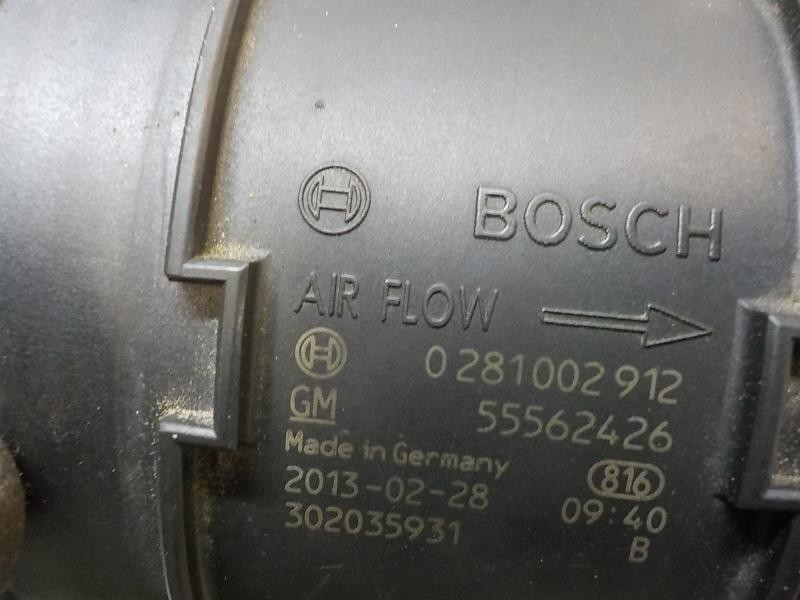 BOSCH
AIR FLOW
0 281 002 912
GM 55562426
Made in Germany 816
2013-02-28 09:40
302035931 B